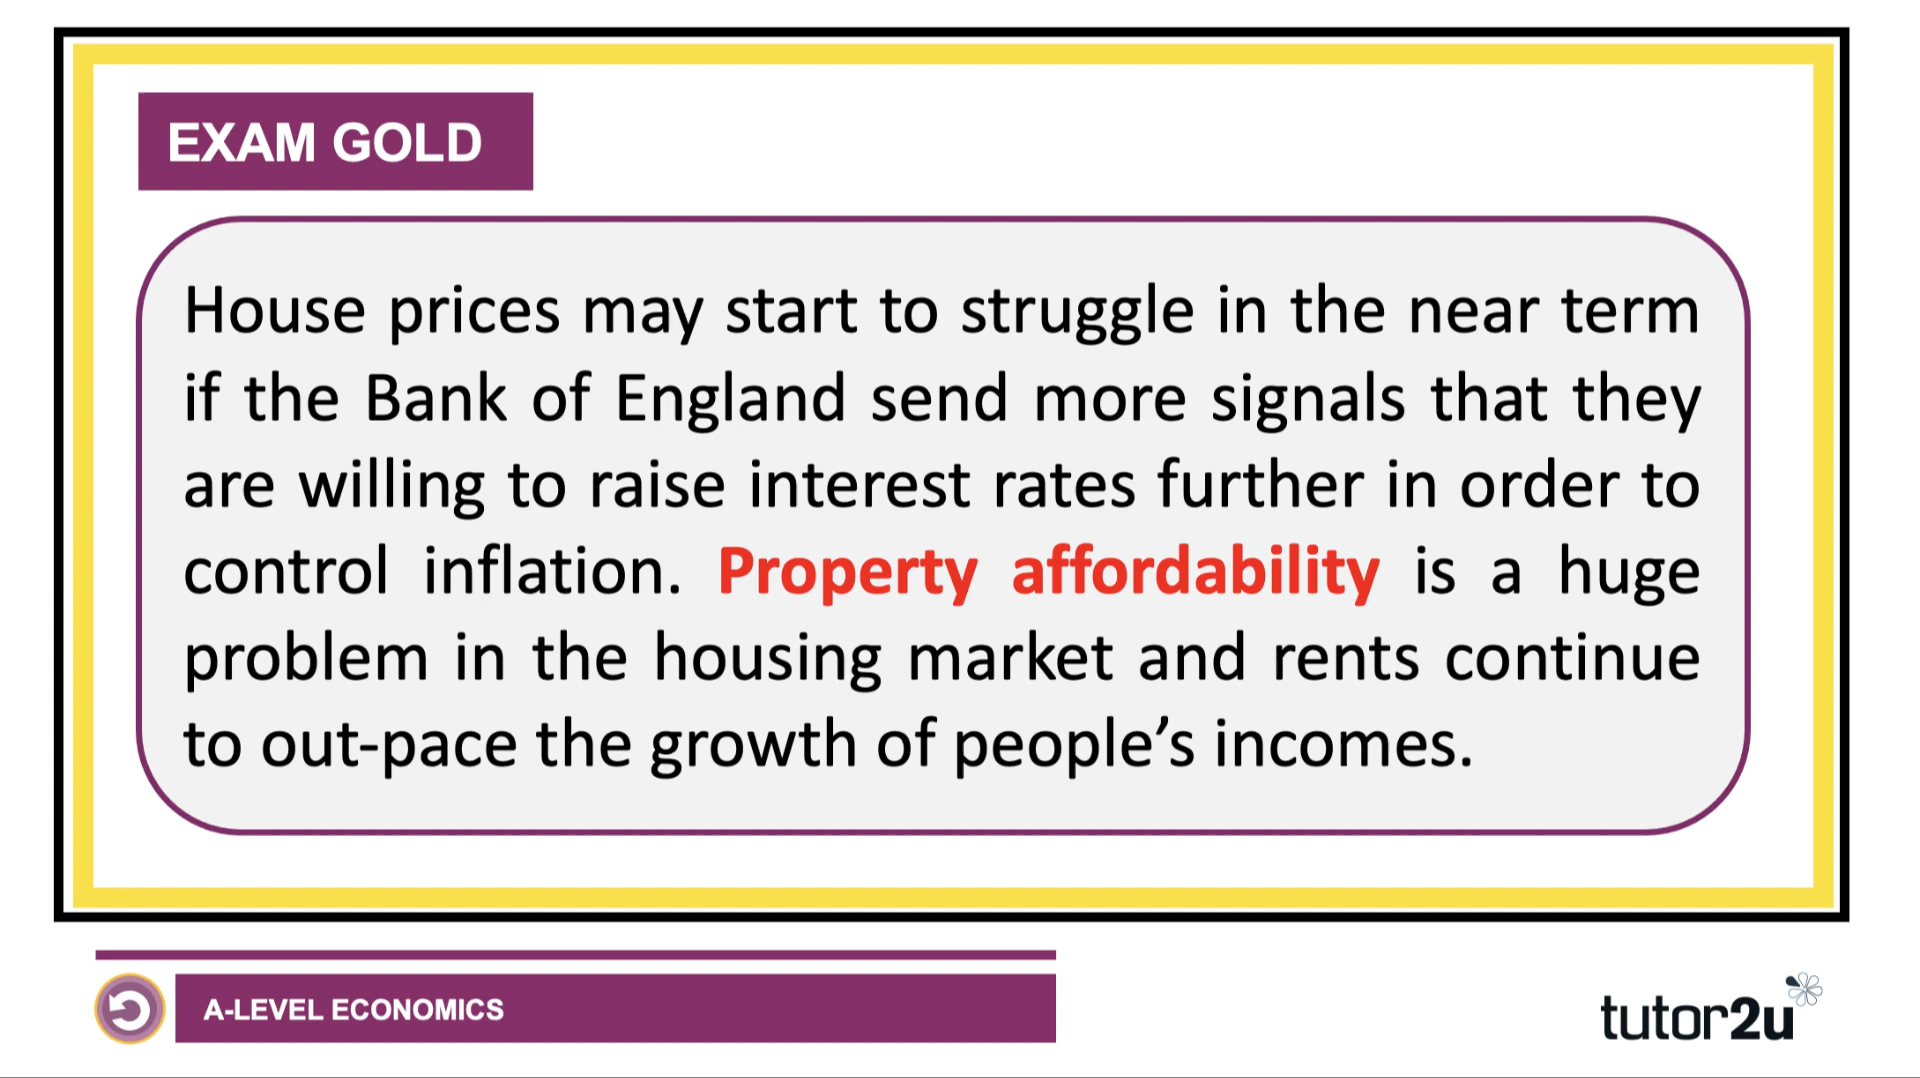 EXAM GOLD
House prices may start to struggle in the near term
if the Bank of England send more signals that they
are willing to raise interest rates further in order to
control inflation. Property affordability is a huge
problem in the housing market and rents continue
to out-pace the growth of people’s incomes.
A-LEVEL ECONOMICS
tutor2u